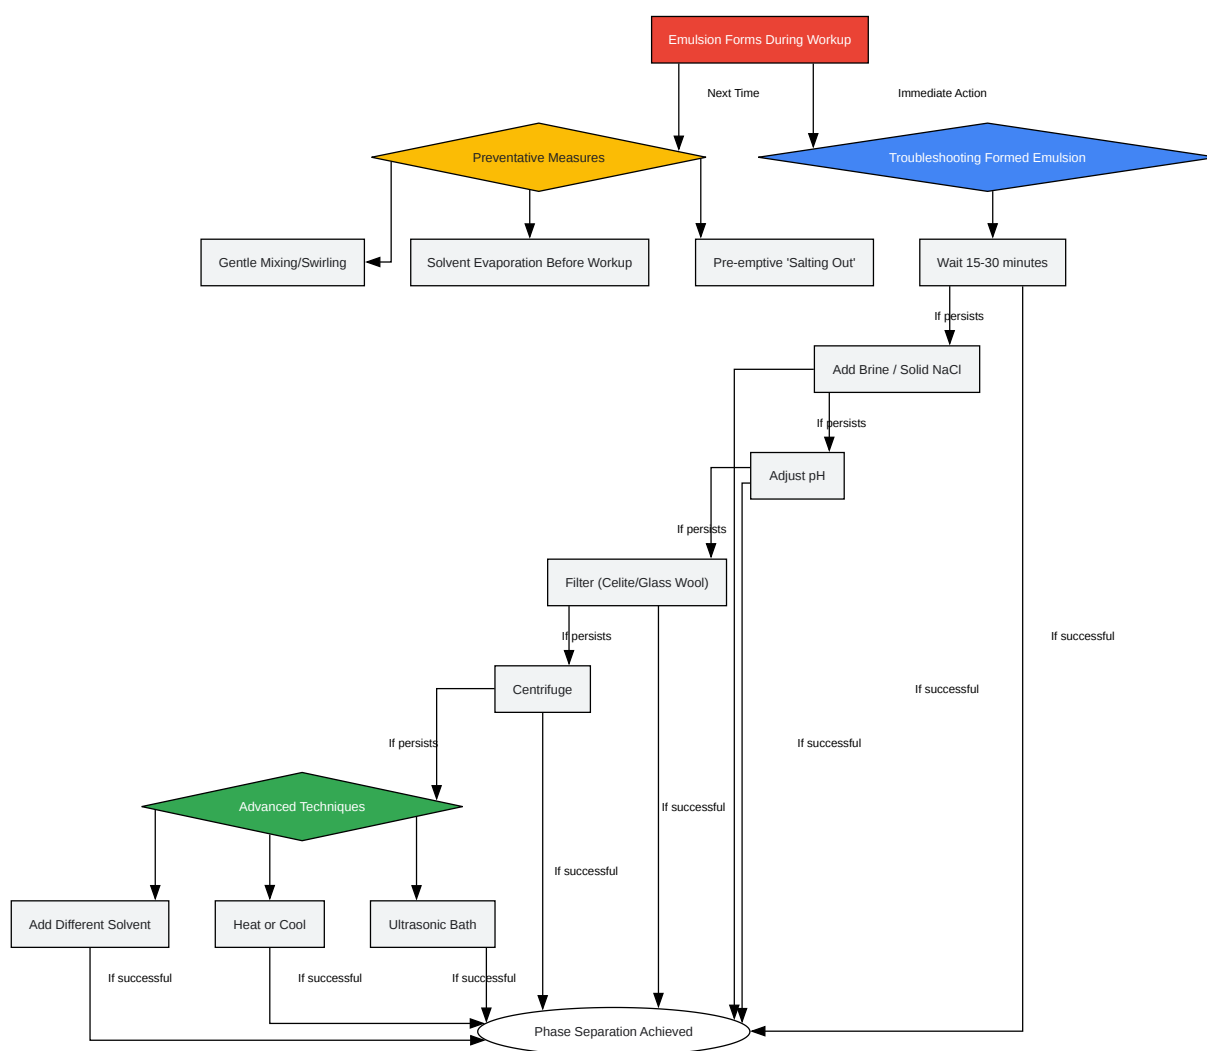 Emulsion Forms During Workup
Next Time
Immediate Action
Preventative Measures
Troubleshooting Formed Emulsion
Gentle Mixing/Swirling
Solvent Evaporation Before Workup
Pre-emptive 'Salting Out'
Wait 15-30 minutes
If persists
Add Brine / Solid NaCl
If persists
Adjust pH
If persists
Filter (Celite/Glass Wool)
If persists
If successful
Centrifuge
If successful
If persists
If successful
Advanced Techniques
If successful
If successful
Add Different Solvent
Heat or Cool
Ultrasonic Bath
If successful
If successful
If successful
Phase Separation Achieved